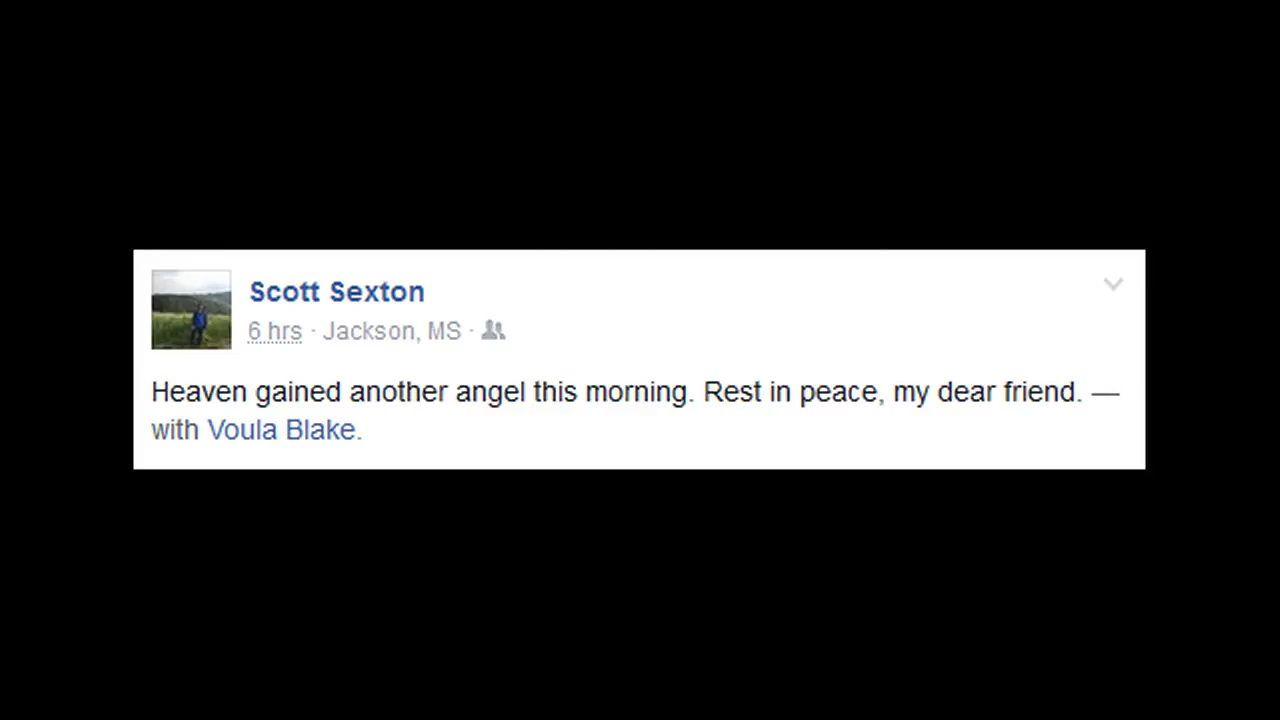 Scott Sexton
6 hrs · Jackson, MS ·
Heaven gained another angel this morning. Rest in peace, my dear friend. —
with Voula Blake.